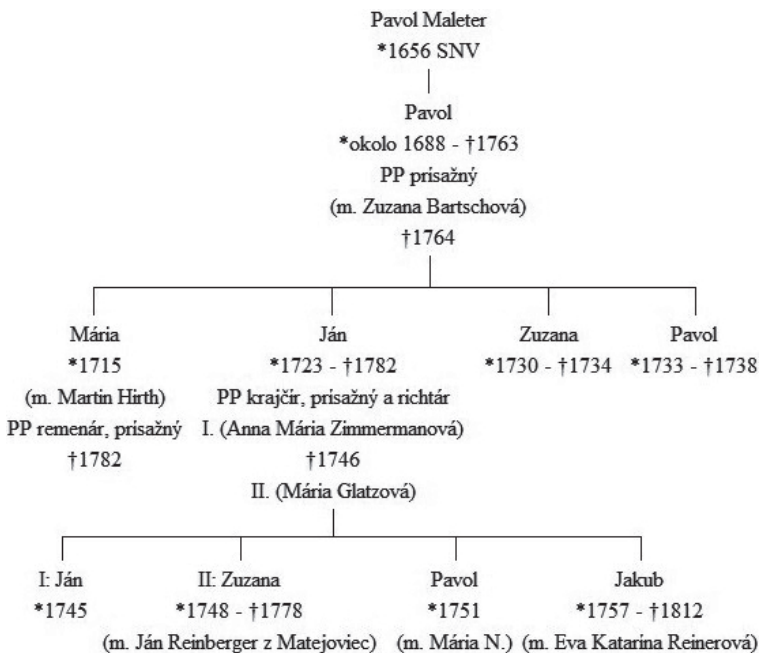 Pavol Maleter
*1656 SNV
Pavol
*okolo 1688 - †1763
PP prísažný
(m. Zuzana Bartschová)
†1764
Mária Ján Zuzana Pavol
*1715 *1723 - †1782 *1730 - †1734 *1733 - †1738
(m. Martin Hirth) PP krajčír, prísažný a richtár
PP remenár, prísažný I. (Anna Mária Zimmermanová)
†1782 †1746
II. (Mária Glatzová)
I: Ján II: Zuzana Pavol Jakub
*1745 *1748 - †1778 *1751 *1757 - †1812
(m. Ján Reinberger z Matejoviec) (m. Mária N.) (m. Eva Katarína Reinerová)